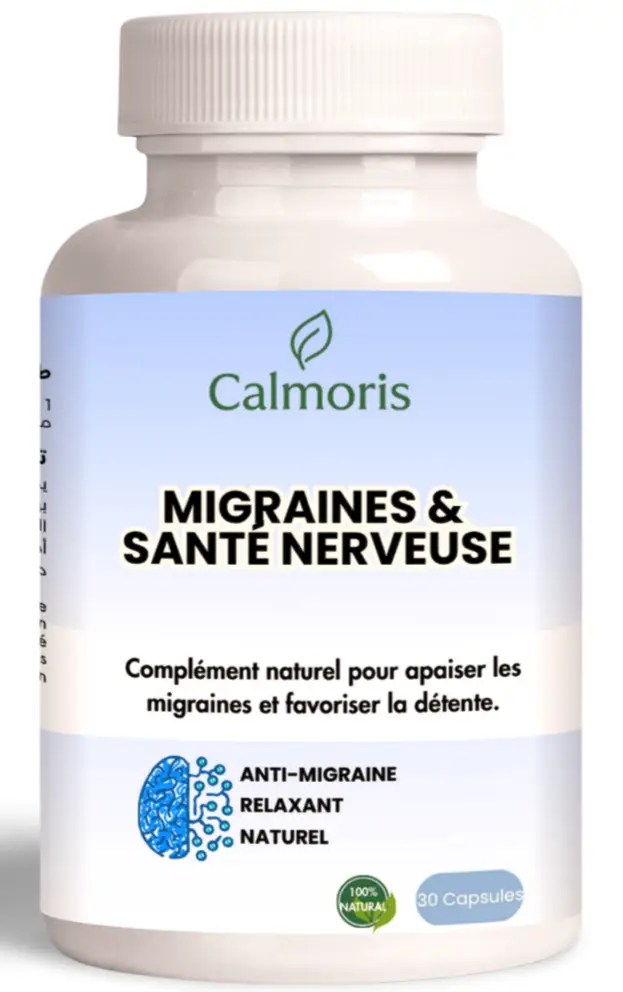 Calmoris
MIGRAINES &
SANTÉ NERVEUSE
Complément naturel pour apaiser les
migraines et favoriser la détente.
ANTI-MIGRAINE
RELAXANT
NATUREL
100%
NATURAL
30 Capsules